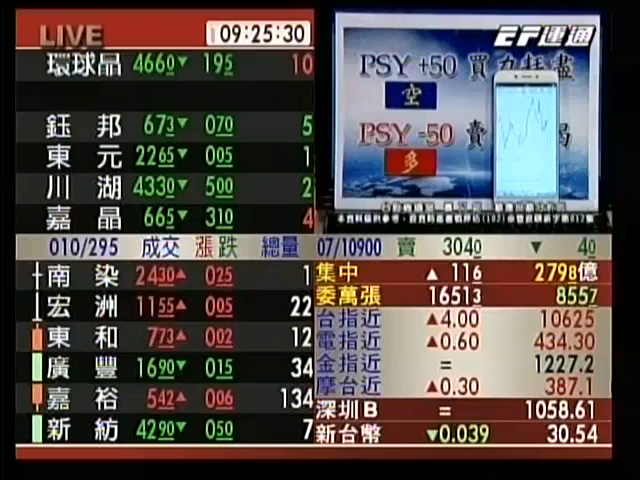 LIVE 09:25:30
環球晶 4660▼ 195 10
鈺邦 673▼ 070 5
東元 2265▼ 005 1
川湖 4330▼ 500 2
嘉晶 665▼ 310 4
010/295 成交 漲跌 總量
南染 2430▲ 025 1
宏洲 1155▲ 005 22
東和 773▲ 002 12
廣豐 1690▼ 015 34
嘉裕 542▲ 006 134
新紡 4290▼ 050 7
EF運通
PSY +50 買力耗盡
空
PSY -50 賣
多
07/10900 賣 3040 ▼ 40
集中 ▲ 116 2798億
委萬張 16513 8557
台指近 ▲4.00 10625
電指近 ▲0.60 434.30
金指近 = 1227.2
摩台近 ▲0.30 387.1
深圳B = 1058.61
新台幣 ▼0.039 30.54